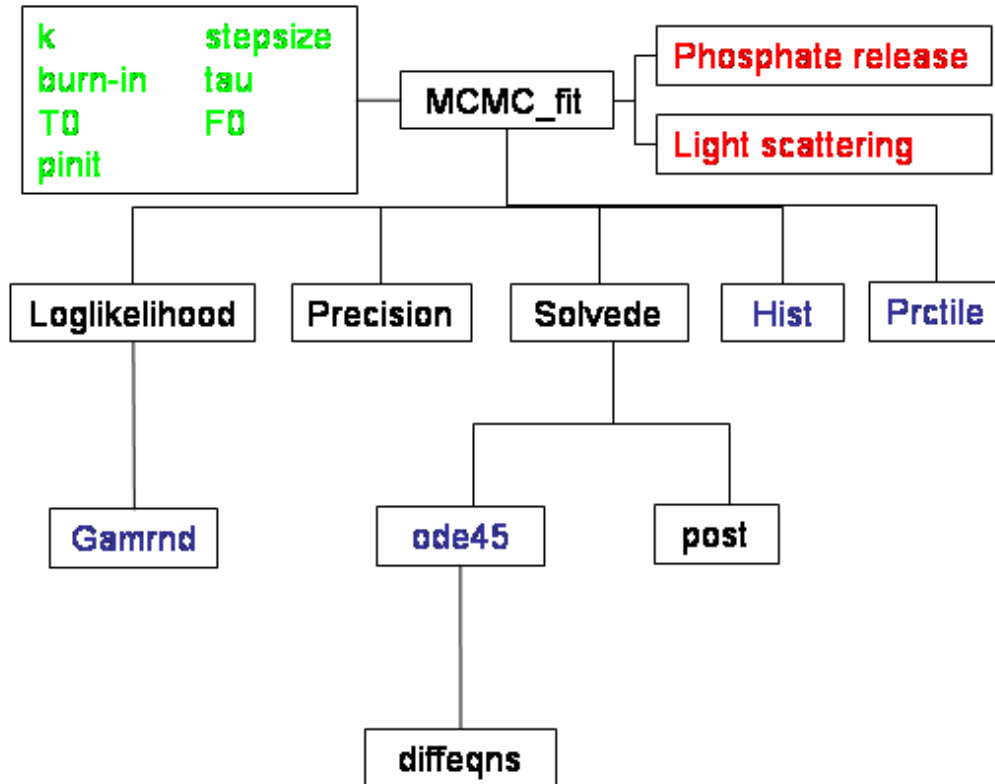 k stepsize
burn-in tau
T0 F0
pinit
MCMC_fit
Phosphate release
Light scattering
Loglikelihood
Precision
Solvede
Hist
Prctile
Gamrnd
ode45
post
diffeqns